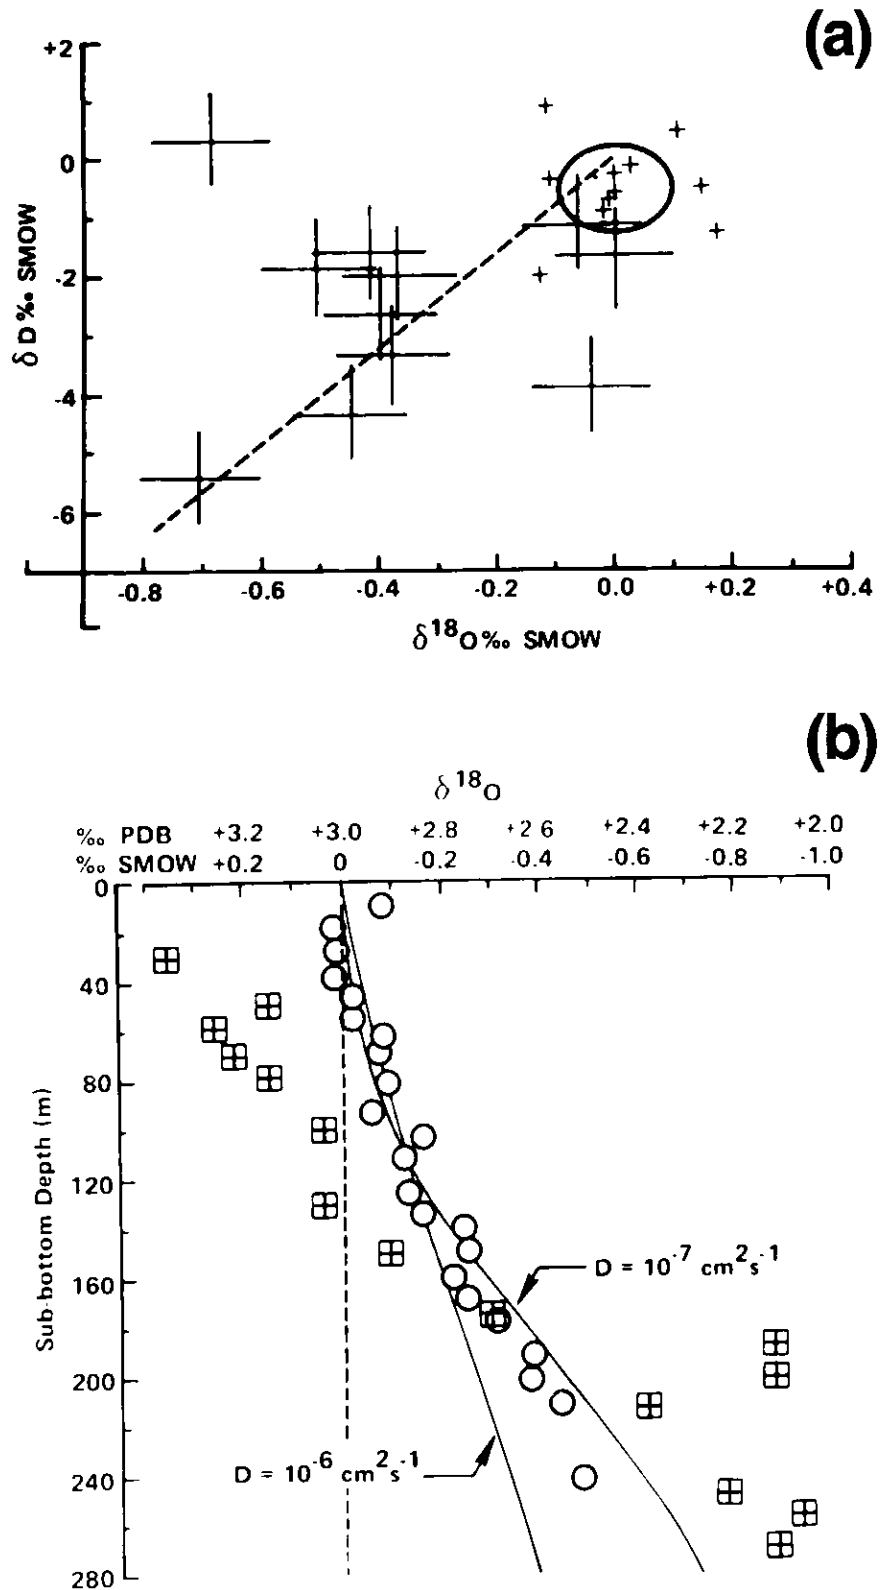 (a)
+2
0
-2
-4
-6
δD‰ SMOW
-0.8 -0.6 -0.4 -0.2 0.0 +0.2 +0.4
δ18O‰ SMOW
(b)
δ18O
‰ PDB +3.2 +3.0 +2.8 +2 6 +2.4 +2.2 +2.0
‰ SMOW +0.2 0 -0.2 -0.4 -0.6 -0.8 -1.0
0
40
80
120
160
200
240
280
Sub-bottom Depth (m)
D = 10-7 cm2s-1
D = 10-6 cm2s-1